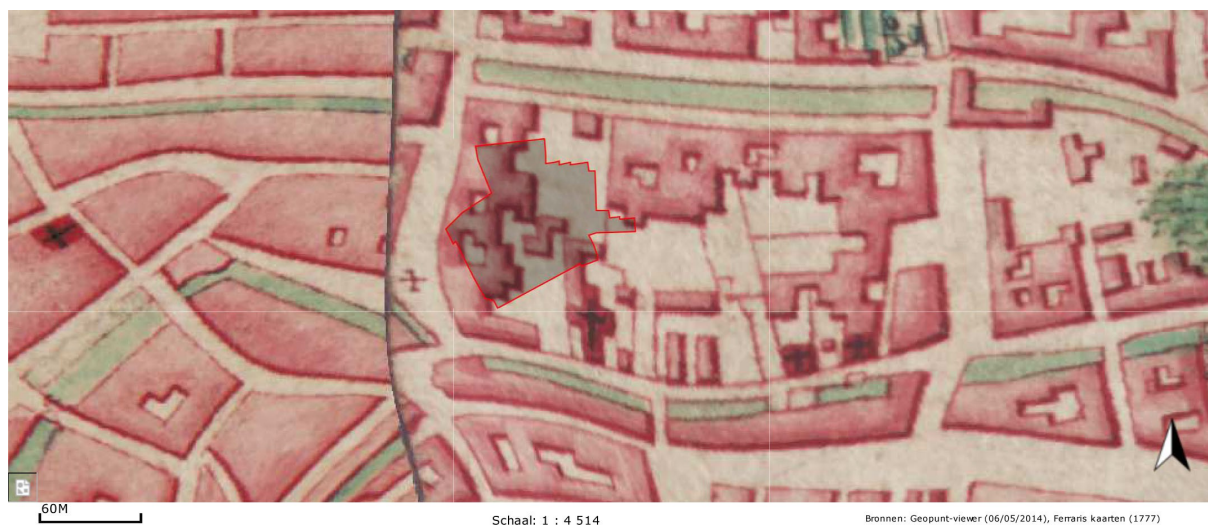 60M
Schaal: 1 : 4 514
Bronnen: Geopunt-viewer (06/05/2014), Ferraris kaarten (1777)